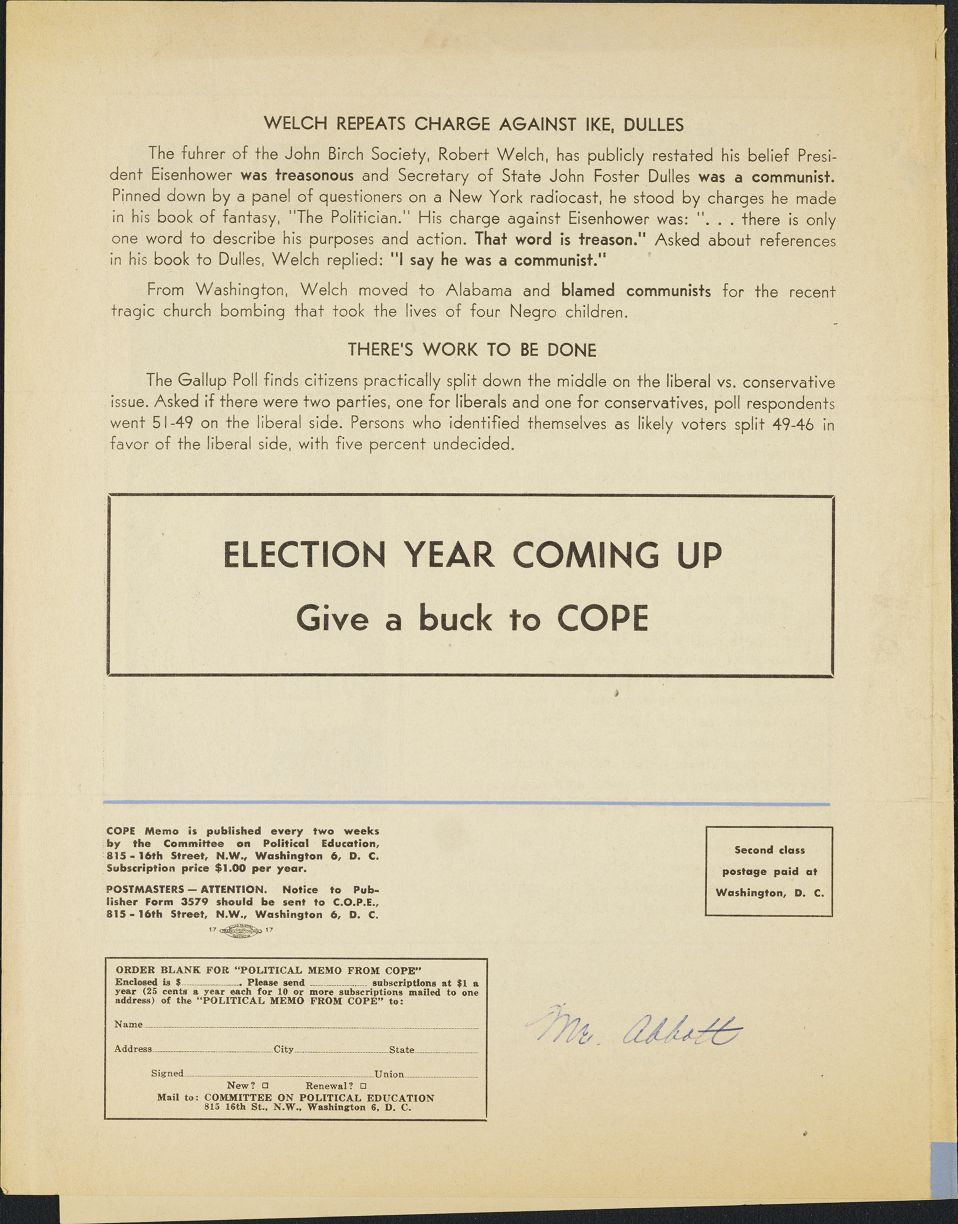 WELCH REPEATS CHARGE AGAINST IKE, DULLES
The fuhrer of the John Birch Society, Robert Welch, has publicly restated his belief Presi-
dent Eisenhower was treasonous and Secretary of State John Foster Dulles was a communist.
Pinned down by a panel of questioners on a New York radiocast, he stood by charges he made
in his book of fantasy, "The Politician." His charge against Eisenhower was: ". . . there is only
one word to describe his purposes and action. That word is treason." Asked about references
in his book to Dulles, Welch replied: "I say he was a communist."
From Washington, Welch moved to Alabama and blamed communists for the recent
tragic church bombing that took the lives of four Negro children.
THERE'S WORK TO BE DONE
The Gallup Poll finds citizens practically split down the middle on the liberal vs. conservative
issue. Asked if there were two parties, one for liberals and one for conservatives, poll respondents
went 51-49 on the liberal side. Persons who identified themselves as likely voters split 49-46 in
favor of the liberal side, with five percent undecided.
ELECTION YEAR COMING UP
Give a buck to COPE
COPE Memo is published every two weeks
by the Committee on Political Education,
815 - 16th Street, N.W., Washington 6, D. C.
Subscription price $1.00 per year.
POSTMASTERS — ATTENTION. Notice to Pub-
lisher Form 3579 should be sent to C.O.P.E.,
815 - 16th Street, N.W., Washington 6, D. C.
17 17
Second class
postage paid at
Washington, D. C.
ORDER BLANK FOR "POLITICAL MEMO FROM COPE"
Enclosed is $ . Please send subscriptions at $1 a
year (25 cents a year each for 10 or more subscriptions mailed to one
address) of the "POLITICAL MEMO FROM COPE" to:
Name
Address City State
Signed Union
New? □ Renewal? □
Mail to: COMMITTEE ON POLITICAL EDUCATION
815 16th St., N.W., Washington 6, D. C.
Mr. Abbott